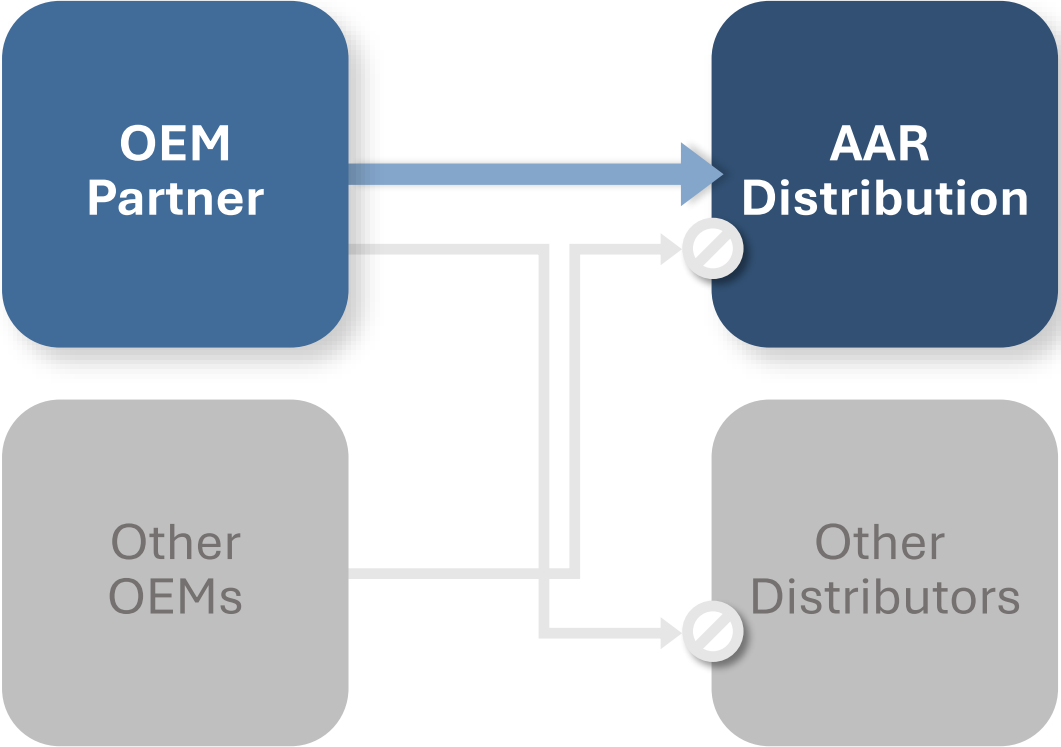 OEM
Partner
AAR
Distribution
Other
OEMs
Other
Distributors